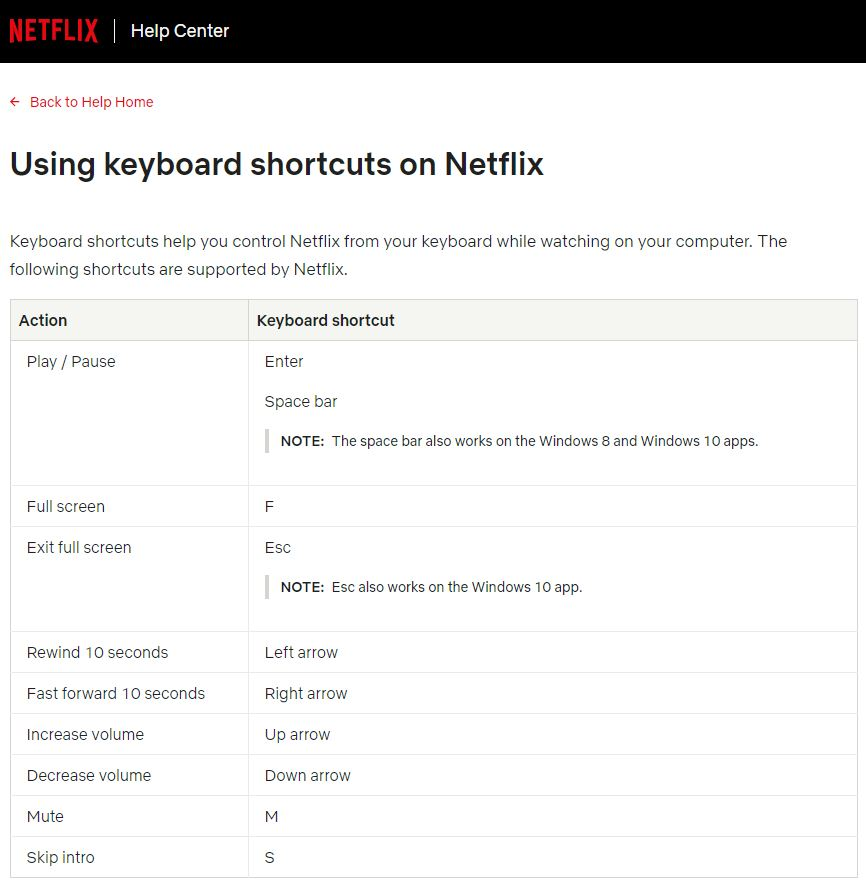 NETFLIX | Help Center
← Back to Help Home
Using keyboard shortcuts on Netflix
Keyboard shortcuts help you control Netflix from your keyboard while watching on your computer. The
following shortcuts are supported by Netflix.
Action Keyboard shortcut
Play / Pause Enter
Space bar
NOTE: The space bar also works on the Windows 8 and Windows 10 apps.
Full screen F
Exit full screen Esc
NOTE: Esc also works on the Windows 10 app.
Rewind 10 seconds Left arrow
Fast forward 10 seconds Right arrow
Increase volume Up arrow
Decrease volume Down arrow
Mute M
Skip intro S